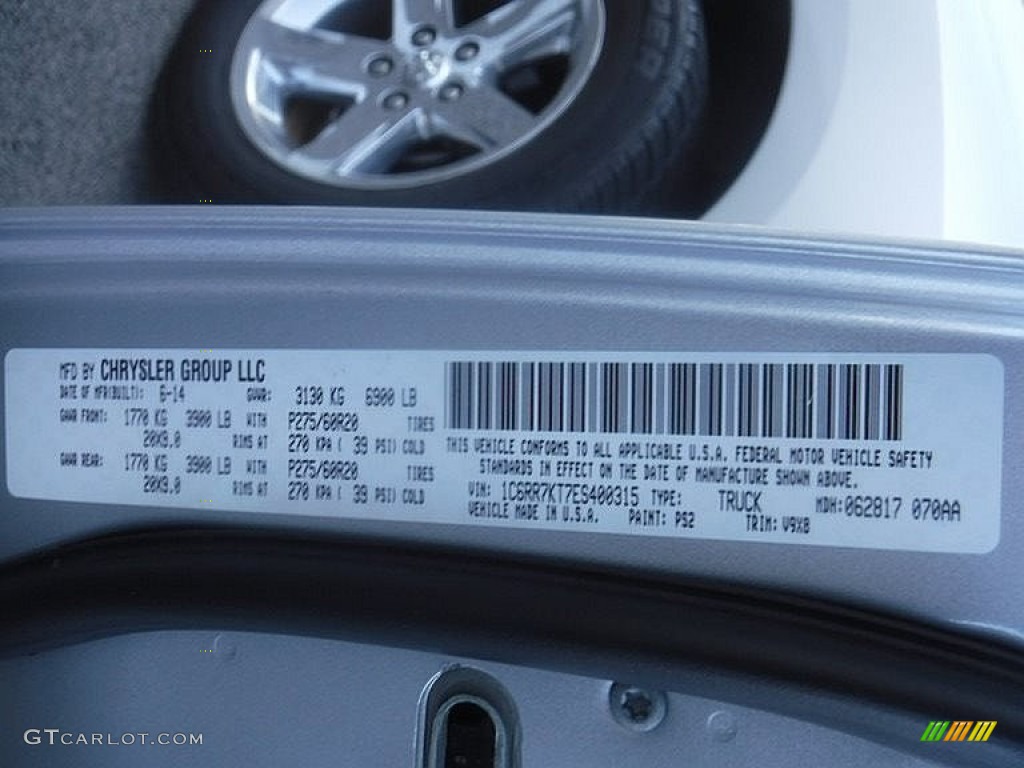 MFD BY CHRYSLER GROUP LLC
DATE OF MFR(BUILT): 6-14 GVWR: 3130 KG 6900 LB
GAWR FRONT: 1770 KG 3900 LB WITH P275/60R20 TIRES
20X9.0 RIMS AT 270 KPA ( 39 PSI) COLD
GAWR REAR: 1770 KG 3900 LB WITH P275/60R20 TIRES
20X9.0 RIMS AT 270 KPA ( 39 PSI) COLD
THIS VEHICLE CONFORMS TO ALL APPLICABLE U.S.A. FEDERAL MOTOR VEHICLE SAFETY
STANDARDS IN EFFECT ON THE DATE OF MANUFACTURE SHOWN ABOVE.
VIN: 1C6RR7KT7ES400315 TYPE: TRUCK MDH:062817 070AA
VEHICLE MADE IN U.S.A. PAINT: PS2 TRIM: V9X8
GTCARLOT.COM